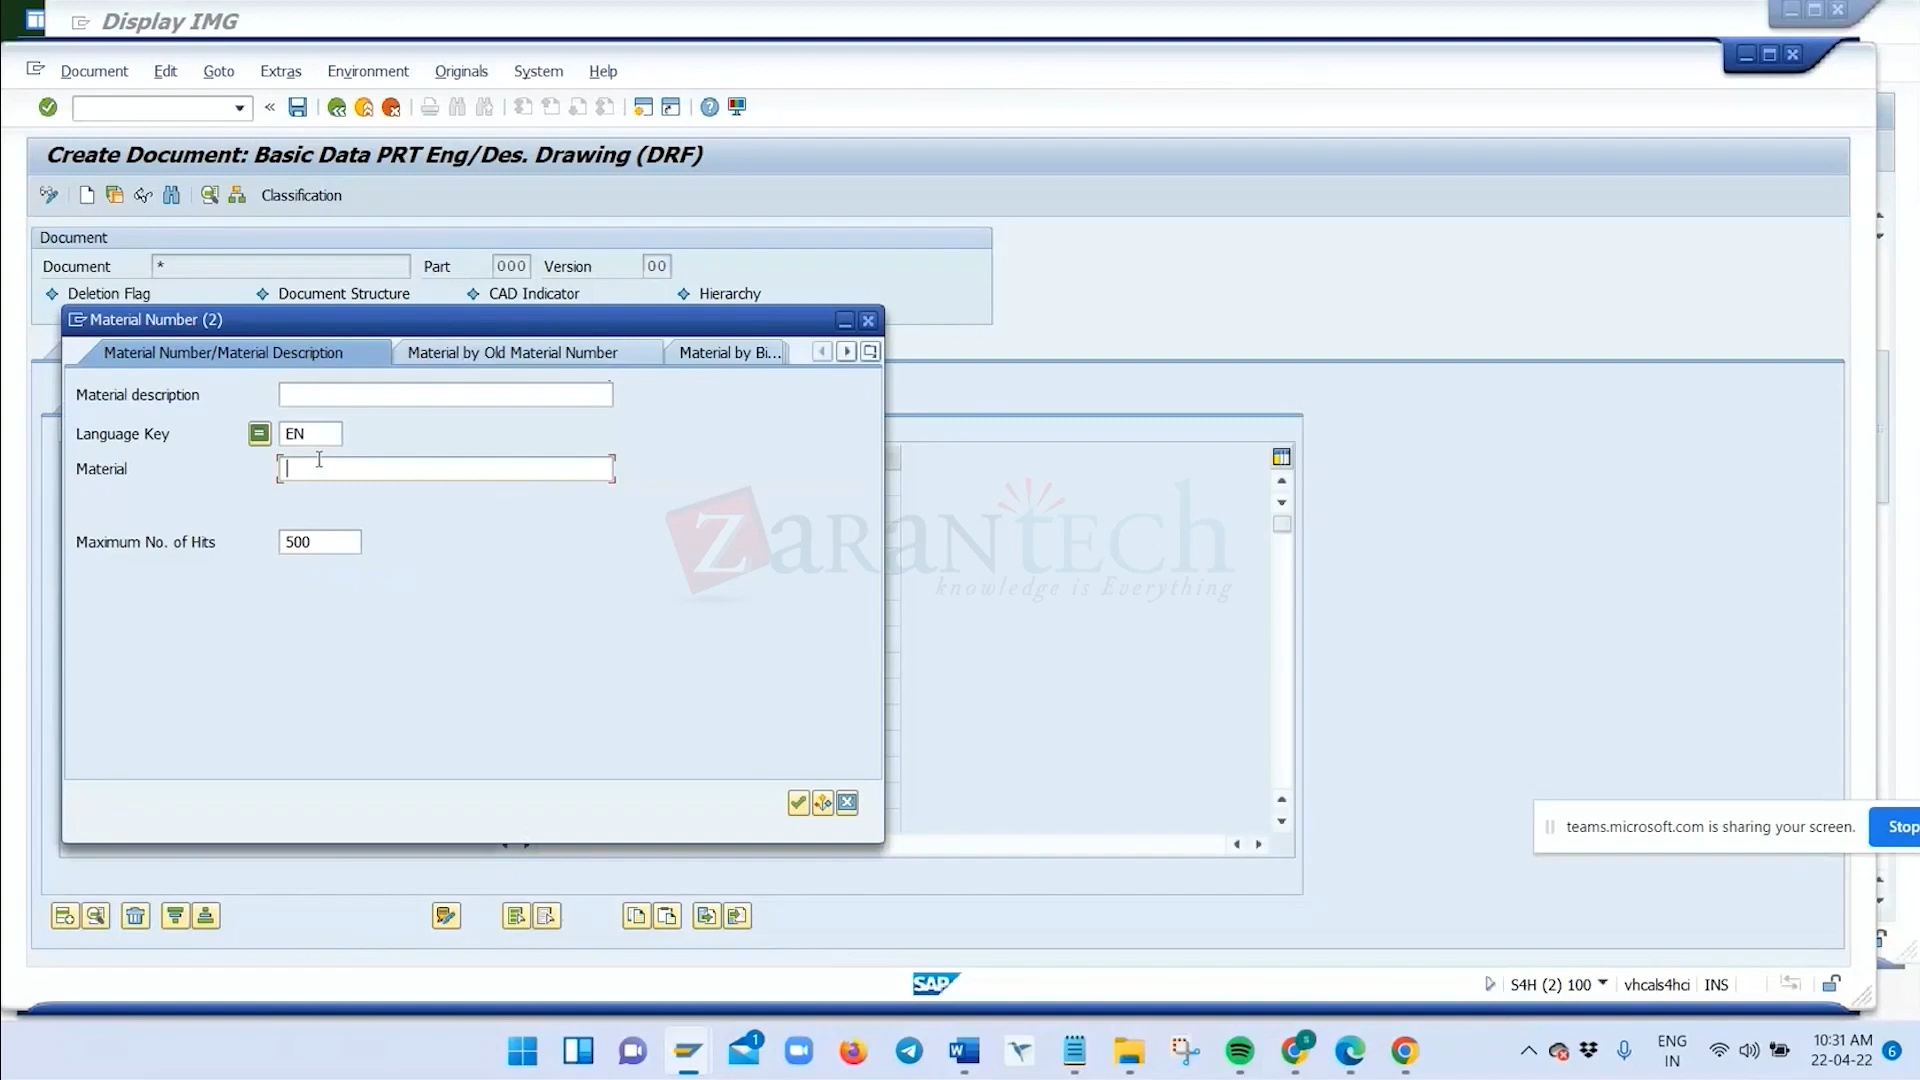 Display IMG
Document Edit Goto Extras Environment Originals System Help
Create Document: Basic Data PRT Eng/Des. Drawing (DRF)
Classification
Document
Document * Part 000 Version 00
Deletion Flag Document Structure CAD Indicator Hierarchy
Material Number (2)
Material Number/Material Description Material by Old Material Number Material by Bi...
Material description
Language Key = EN
Material
Maximum No. of Hits 500
ZaranTech
knowledge is Everything
teams.microsoft.com is sharing your screen. Stop
SAP
S4H (2) 100 vhcals4hci INS
1
S
ENG
IN
10:31 AM
22-04-22
6